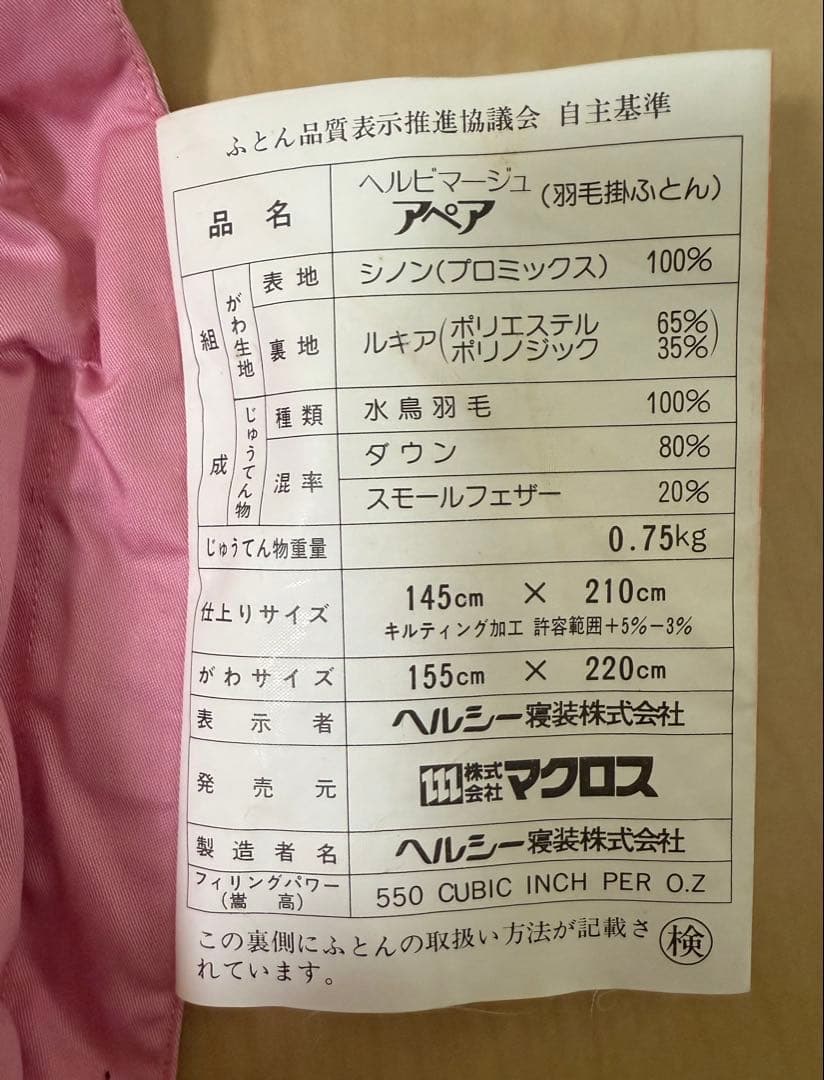 ふとん品質表示推進協議会 自主基準
品名 ヘルビマージュ アペア (羽毛掛ふとん)
組成 がわ生地 表地 シノン(プロミックス) 100%
裏地 ルキア(ポリエステル 65%
ポリノジック 35%)
じゅうてん物 種類 水鳥羽毛 100%
混率 ダウン 80%
スモールフェザー 20%
じゅうてん物重量 0.75kg
仕上りサイズ 145cm × 210cm
キルティング加工 許容範囲+5%−3%
がわサイズ 155cm × 220cm
表示者 ヘルシー寝装株式会社
発売元 株式会社マクロス
製造者名 ヘルシー寝装株式会社
フィリングパワー(嵩高) 550 CUBIC INCH PER O.Z
この裏側にふとんの取扱い方法が記載さ 検
れています。